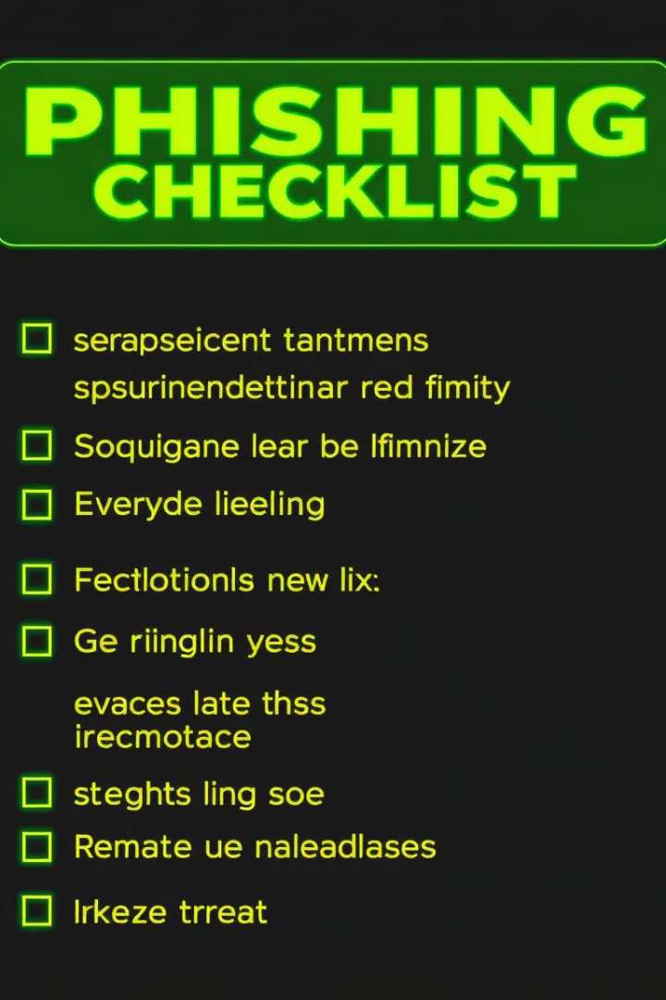 PHISHING
CHECKLIST
serapseicent tantmens
spsurinendettinar red fimity
Soquigane lear be lfimnize
Everyde lieeling
Fectlotionls new lix:
Ge riinglin yess
evaces late thss
irecmotace
steghts ling soe
Remate ue naleadlases
lrkeze trreat